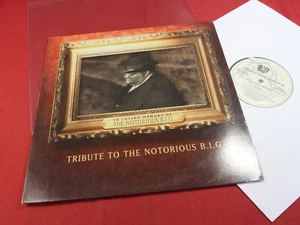 IN LOVING MEMORY OF
THE NOTORIOUS B.I.G.
TRIBUTE TO THE NOTORIOUS B.I.G.